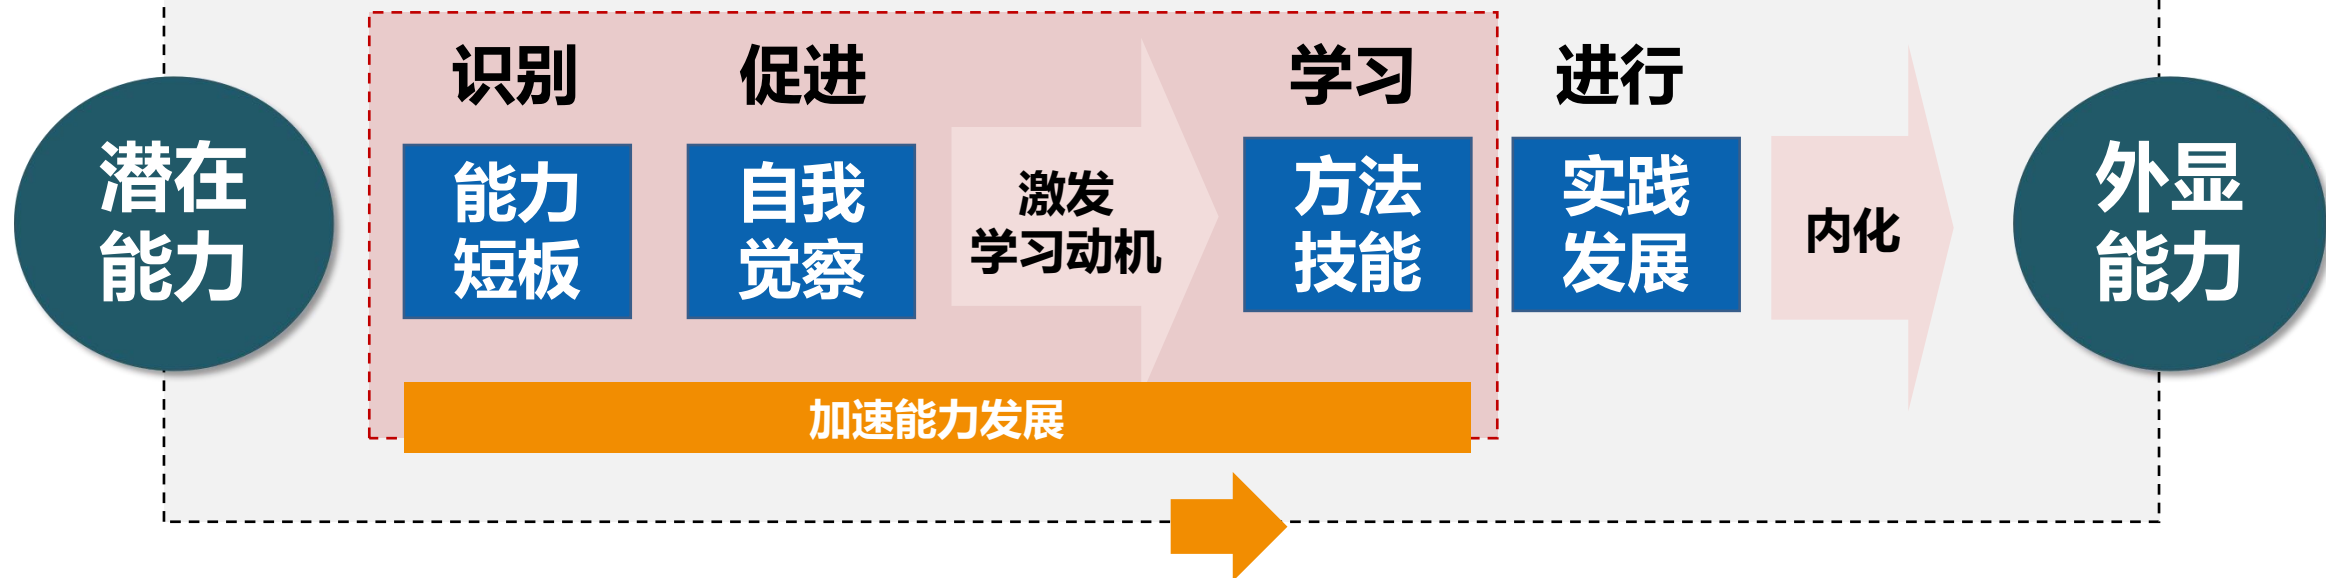 潜在
能力
识别
能力
短板
促进
自我
觉察
激发
学习动机
学习
方法
技能
进行
实践
发展
内化
外显
能力
加速能力发展